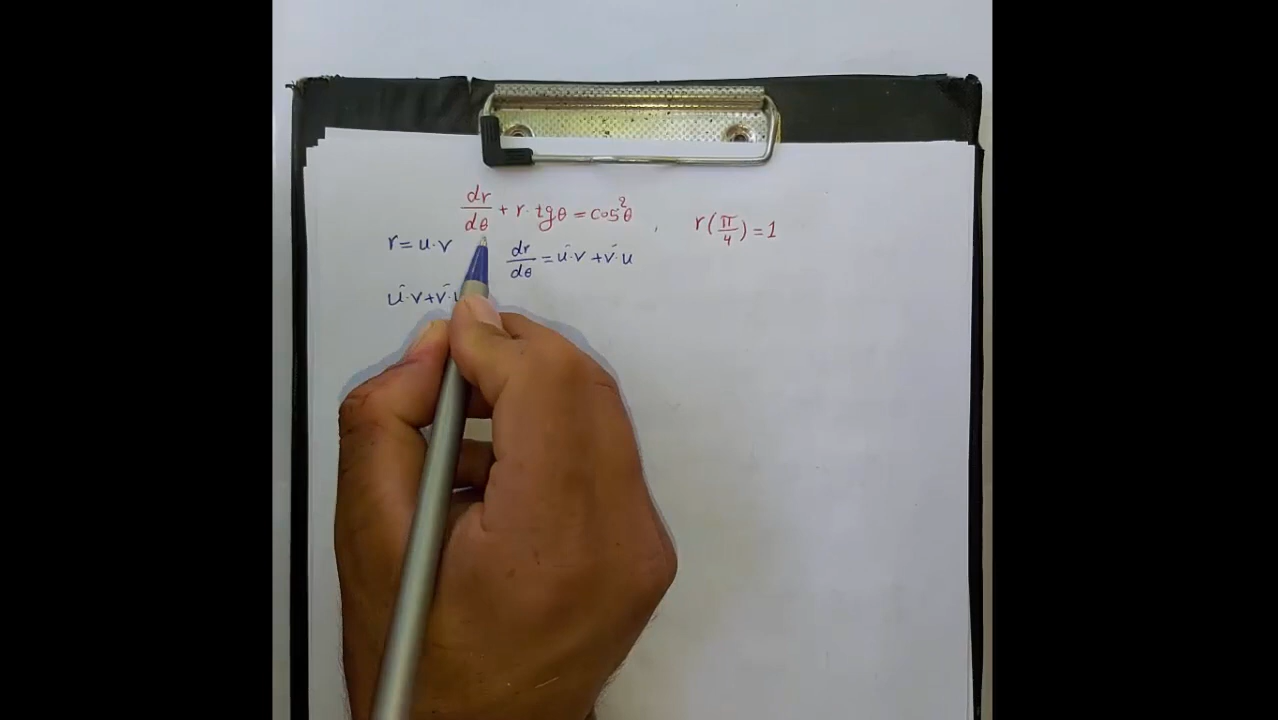 dr/dθ + r·tgθ = cos²θ, r(π/4) = 1
r = u·v dr/dθ = u̅·v + v̅·u
u̅·v + v̅·